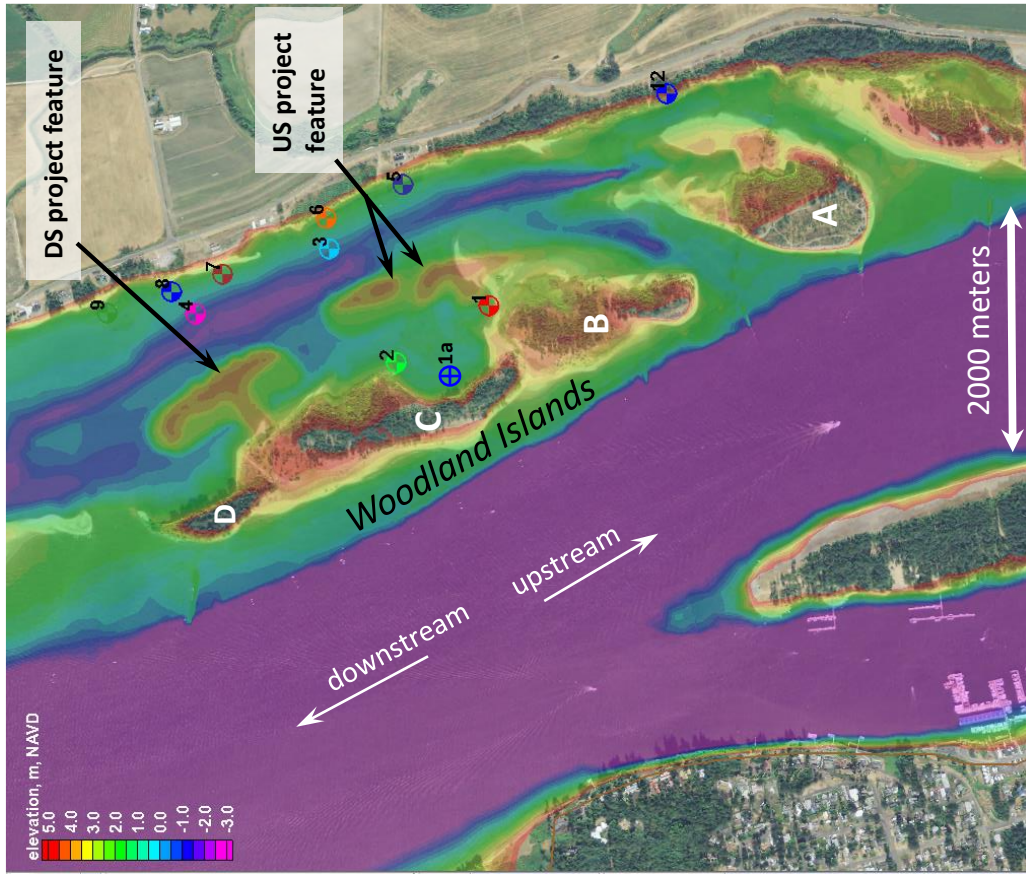 DS project feature
US project
feature
12
5
6
3
7
8
4
9
1
2
1a
A
B
C
D
Woodland Islands
upstream
downstream
2000 meters
elevation, m, NAVD
5.0
4.0
3.0
2.0
1.0
0.0
-1.0
-2.0
-3.0